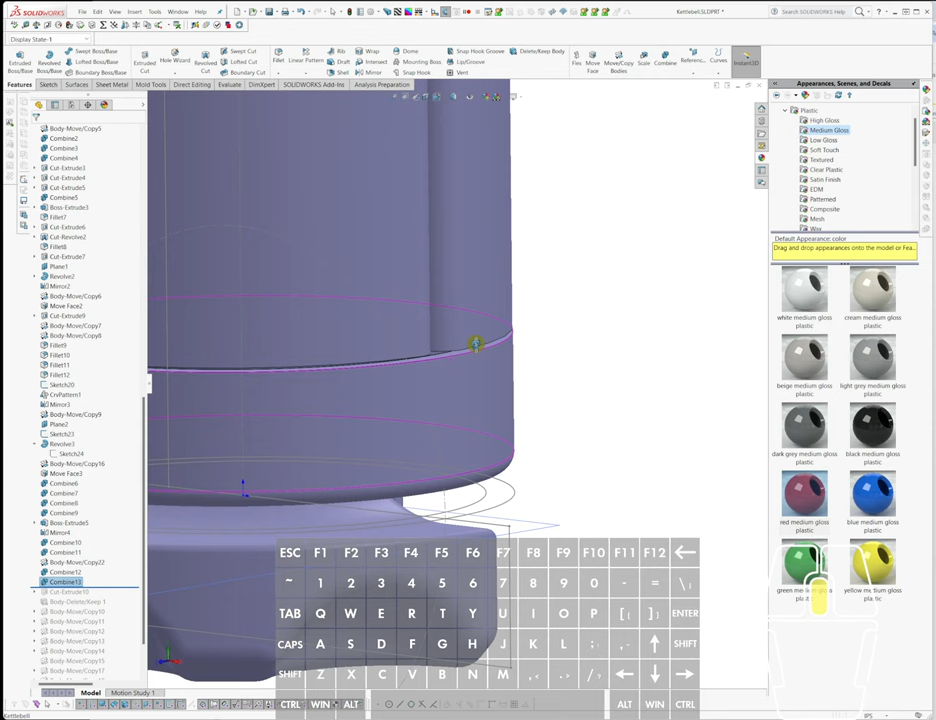 SOLIDWORKS File Edit View Insert Tools Window Kettlebell.SLDPRT * Search SOLIDWORKS Help
Display State-1
Extruded Boss/Base Revolved Boss/Base Swept Boss/Base Lofted Boss/Base Boundary Boss/Base Extruded Cut Hole Wizard Revolved Cut Swept Cut Lofted Cut Boundary Cut Fillet Linear Pattern Rib Draft Shell Wrap Intersect Mirror Dome Mounting Boss Snap Hook Snap Hook Groove Lip/Groove Vent Delete/Keep Body Flex Move Face Move/Copy Bodies Scale Combine Referenc... Curves Instant3D
Features Sketch Surfaces Sheet Metal Mold Tools Direct Editing Evaluate DimXpert SOLIDWORKS Add-Ins Analysis Preparation
Appearances, Scenes, and Decals
Plastic
High Gloss
Medium Gloss
Low Gloss
Soft Touch
Textured
Clear Plastic
Satin Finish
EDM
Patterned
Composite
Mesh
Wax
Default Appearance: color
Drag and drop appearances onto the model or Fea...
white medium gloss plastic
cream medium gloss plastic
beige medium gloss plastic
light grey medium gloss plastic
dark grey medium gloss plastic
black medium gloss plastic
red medium gloss plastic
blue medium gloss plastic
green medium gloss plastic
yellow medium gloss plastic
Body-Move/Copy5
Combine2
Combine3
Combine4
Cut-Extrude3
Cut-Extrude4
Cut-Extrude5
Combine5
Boss-Extrude3
Fillet7
Cut-Extrude6
Cut-Revolve2
Fillet8
Cut-Extrude7
Plane1
Revolve2
Mirror2
Body-Move/Copy6
Move Face2
Cut-Extrude9
Body-Move/Copy7
Body-Move/Copy8
Fillet9
Fillet10
Fillet11
Fillet12
Sketch20
CrvPattern1
Mirror3
Body-Move/Copy9
Plane2
Sketch23
Revolve3
Sketch24
Body-Move/Copy16
Move Face3
Combine6
Combine7
Combine8
Combine9
Boss-Extrude5
Mirror4
Combine10
Combine11
Body-Move/Copy22
Combine12
Combine13
Cut-Extrude10
Body-Delete/Keep 1
Body-Move/Copy10
Body-Move/Copy11
Body-Move/Copy12
Body-Move/Copy13
Body-Move/Copy14
Body-Move/Copy15
Body-Move/Copy17
ESC F1 F2 F3 F4 F5 F6 F7 F8 F9 F10 F11 F12 ←
~ 1 2 3 4 5 6 7 8 9 0 - = \¦
TAB Q W E R T Y U I O P [{ ]} ENTER
CAPS A S D F G H J K L ;. ↑ SHIFT
SHIFT Z X C V B N M ← ↓ →
CTRL WIN ALT ALT WIN CTRL
Model Motion Study 1
IPS